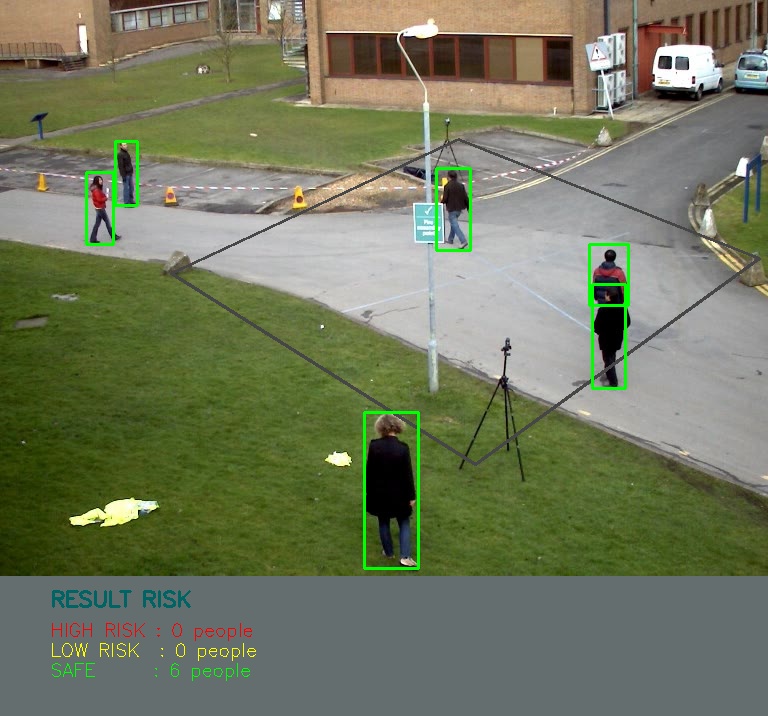 RESULT RISK
HIGH RISK : 0 people
LOW RISK : 0 people
SAFE : 6 people